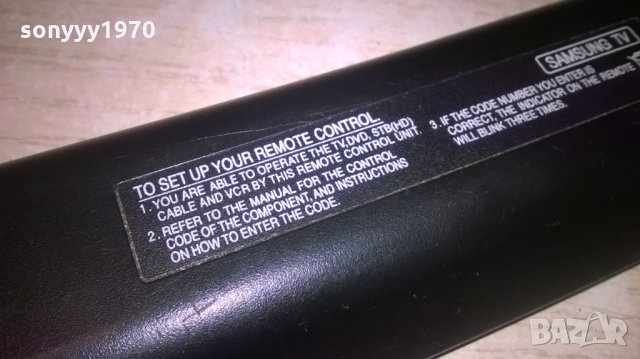 sonyyy1970
SAMSUNG TV
TO SET UP YOUR REMOTE CONTROL.
1. YOU ARE ABLE TO OPERATE THE TV,DVD, STB(HD)
CABLE AND VCR BY THIS REMOTE CONTROL UNIT.
2. REFER TO THE MANUAL FOR THE CONTROL
CODE OF THE COMPONENT, AND INSTRUCTIONS
ON HOW TO ENTER THE CODE.
3. IF THE CODE NUMBER YOU ENTER IS
CORRECT, THE INDICATOR ON THE REMOTE
WILL BLINK THREE TIMES.
BAZAR